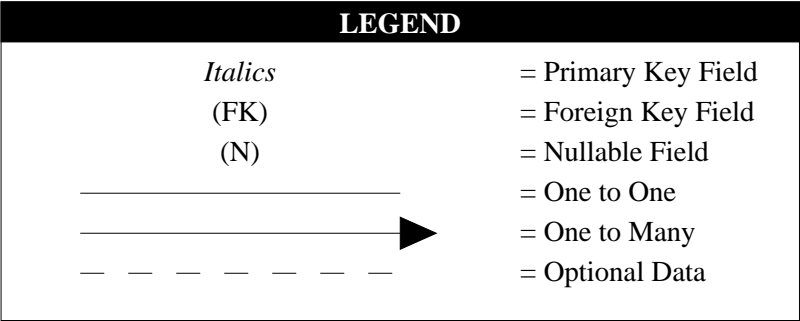 LEGEND
Italics = Primary Key Field
(FK) = Foreign Key Field
(N) = Nullable Field
= One to One
= One to Many
= Optional Data